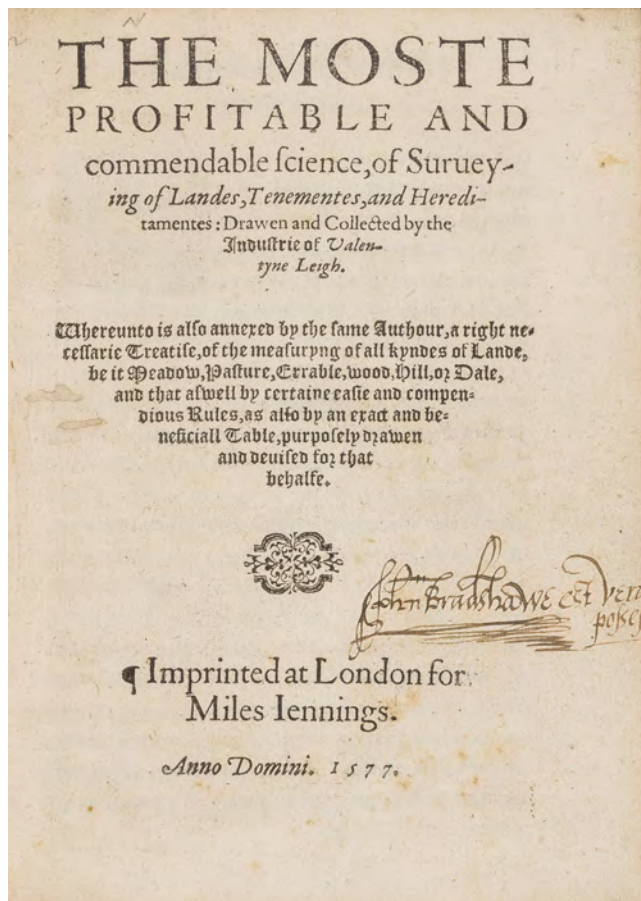 THE MOSTE
PROFITABLE AND
commendable ſcience, of Suruey-
ing of Landes, Tenementes, and Heredi-
tamentes: Drawen and Collected by the
Induſtrie of Valen-
tyne Leigh.
Whereunto is alſo annexed by the ſame Authour, a right ne-
ceſſarie Treatiſe, of the meaſuryng of all kyndes of Lande,
be it Meadow, Paſture, Errable, wood, Hill, or Dale,
and that aſwell by certaine eaſie and compen-
dious Rules, as alſo by an exact and be-
neficiall Table, purpoſely drawen
and deuiſed for that
behalfe.
John Bradshawe est
¶ Imprinted at London for
Miles Iennings.
Anno Domini. 1577.